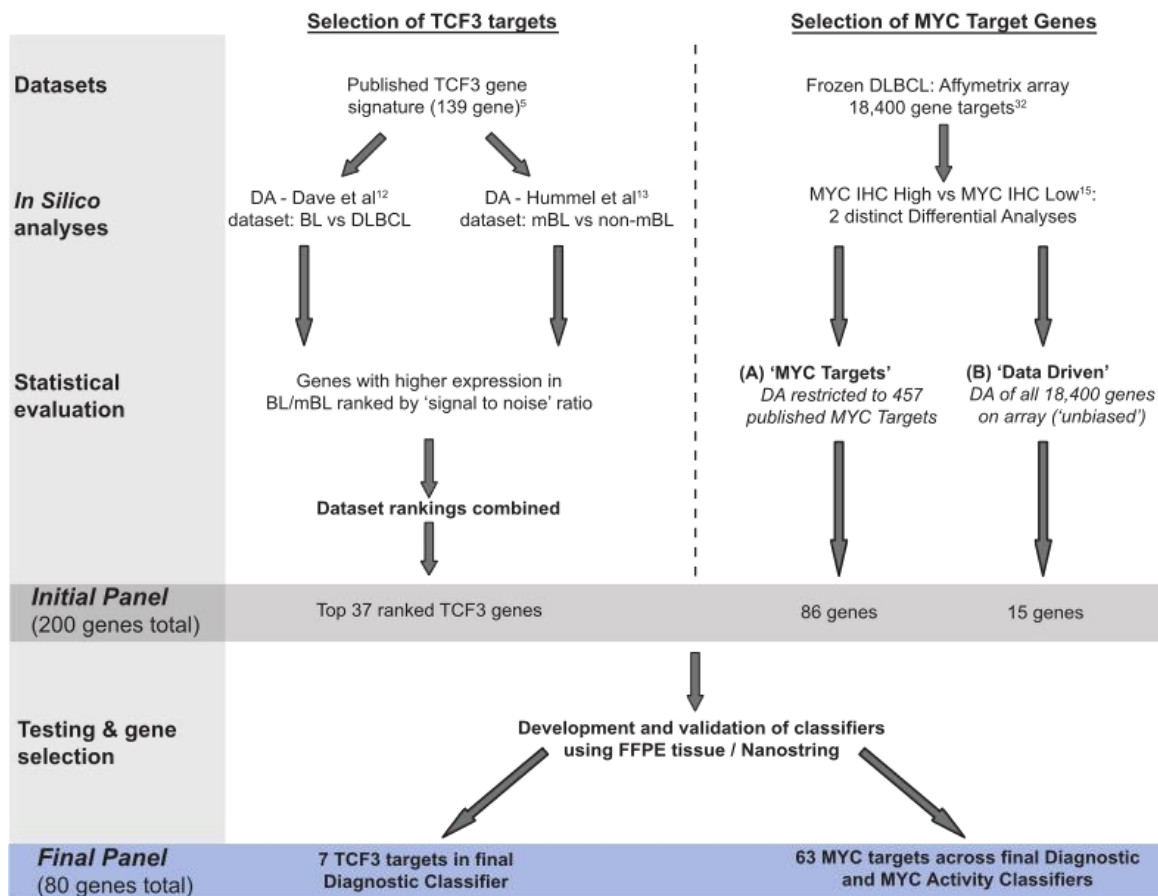 Selection of TCF3 targets
Selection of MYC Target Genes
Datasets
Published TCF3 gene
signature (139 gene)⁵
Frozen DLBCL: Affymetrix array
18,400 gene targets³²
In Silico
analyses
DA - Dave et al¹²
dataset: BL vs DLBCL
DA - Hummel et al¹³
dataset: mBL vs non-mBL
MYC IHC High vs MYC IHC Low¹⁵:
2 distinct Differential Analyses
Statistical
evaluation
Genes with higher expression in
BL/mBL ranked by ‘signal to noise’ ratio
(A) ‘MYC Targets’
DA restricted to 457
published MYC Targets
(B) ‘Data Driven’
DA of all 18,400 genes
on array (‘unbiased’)
Dataset rankings combined
Initial Panel
(200 genes total)
Top 37 ranked TCF3 genes
86 genes
15 genes
Testing & gene
selection
Development and validation of classifiers
using FFPE tissue / Nanostring
Final Panel
(80 genes total)
7 TCF3 targets in final
Diagnostic Classifier
63 MYC targets across final Diagnostic
and MYC Activity Classifiers